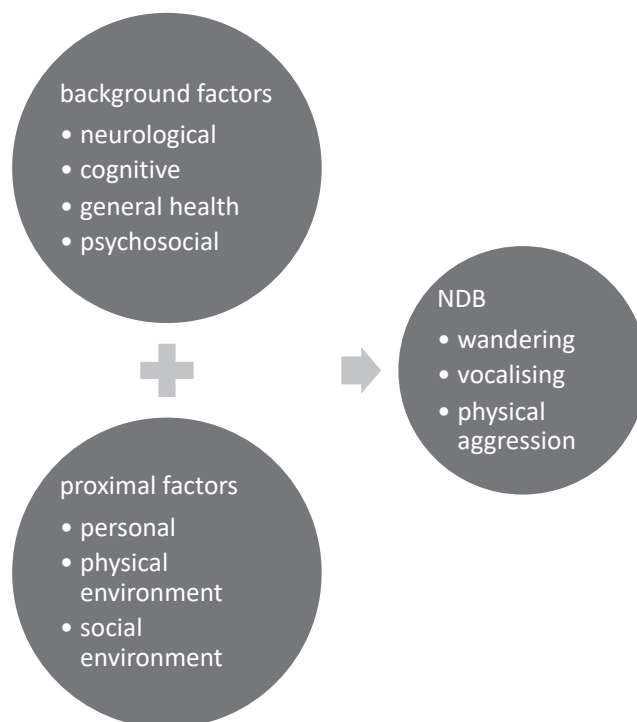 background factors
• neurological
• cognitive
• general health
• psychosocial
NDB
• wandering
• vocalising
• physical
aggression
proximal factors
• personal
• physical
environment
• social
environment